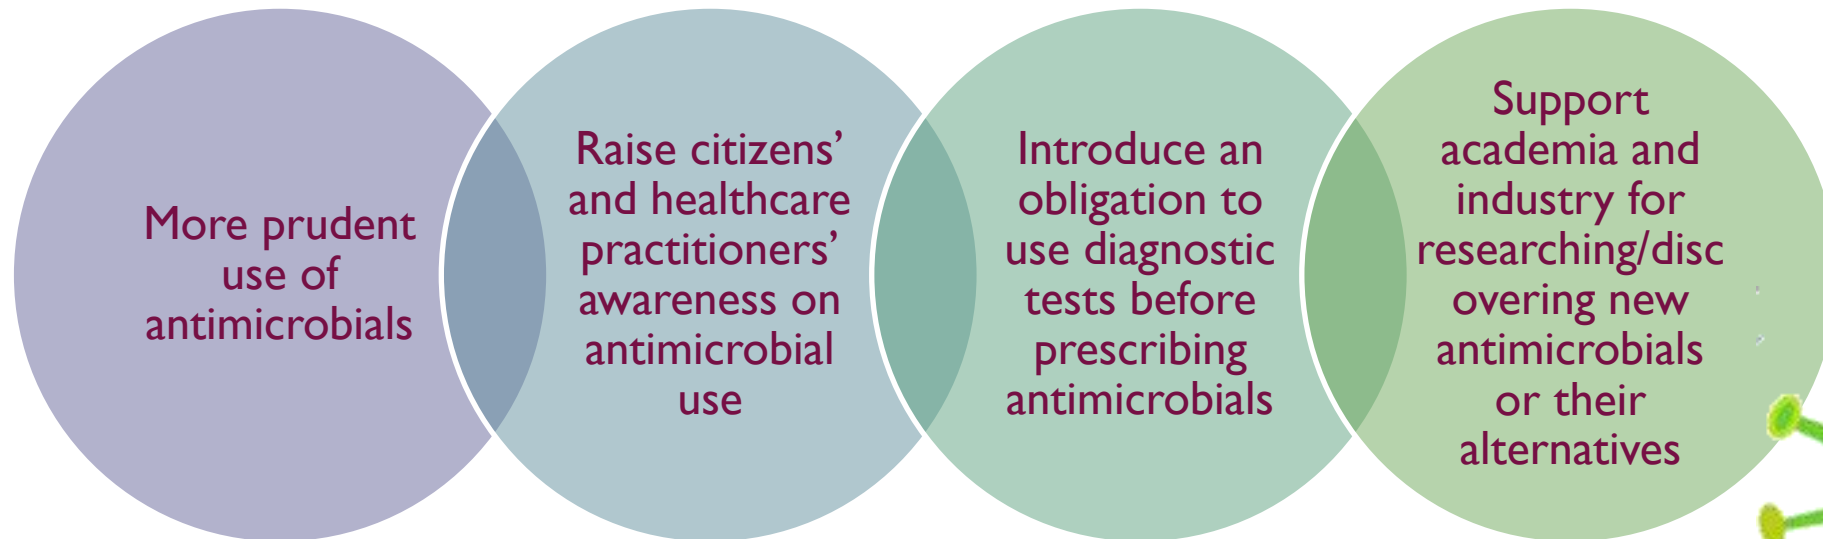 More prudent
use of
antimicrobials
Raise citizens’
and healthcare
practitioners’
awareness on
antimicrobial
use
Introduce an
obligation to
use diagnostic
tests before
prescribing
antimicrobials
Support
academia and
industry for
researching/disc
overing new
antimicrobials
or their
alternatives